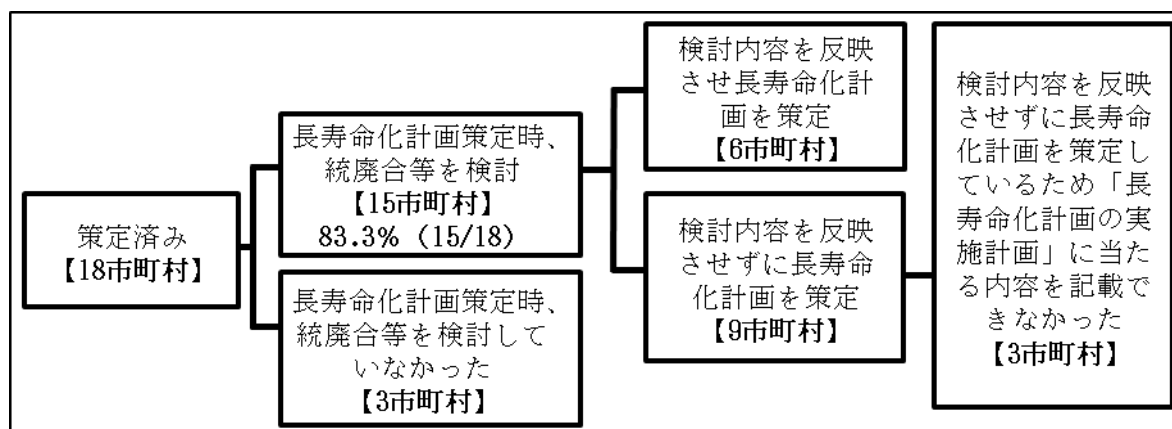 策定済み
【18市町村】
長寿命化計画策定時、
統廃合等を検討
【15市町村】
83.3% (15/18)
長寿命化計画策定時、
統廃合等を検討して
いなかった
【3市町村】
検討内容を反映
させ長寿命化計
画を策定
【6市町村】
検討内容を反映
させずに長寿命
化計画を策定
【9市町村】
検討内容を反映
させずに長寿命
化計画を策定し
ているため「長
寿命化計画の実
施計画」に当た
る内容を記載で
きなかった
【3市町村】